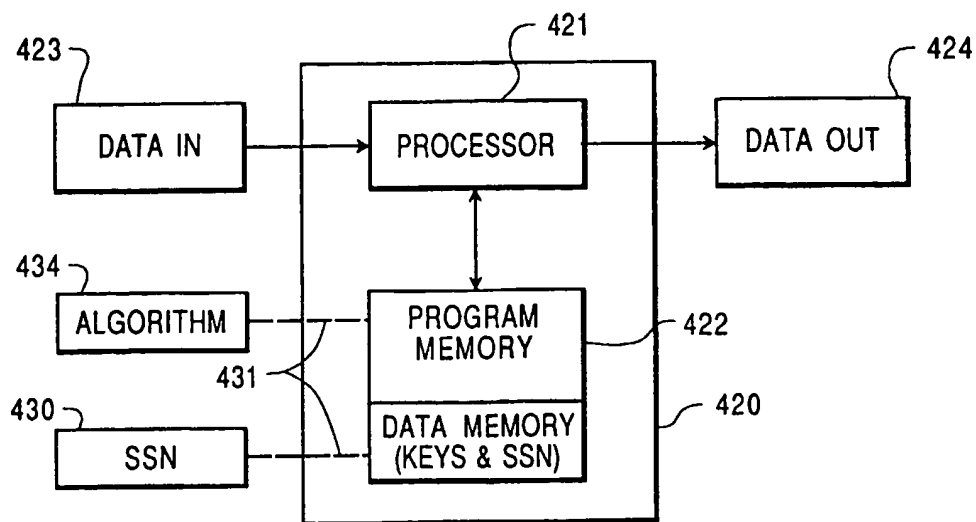 421
423
424
DATA IN
PROCESSOR
DATA OUT
434
ALGORITHM
PROGRAM
MEMORY
422
431
430
420
SSN
DATA MEMORY
(KEYS & SSN)